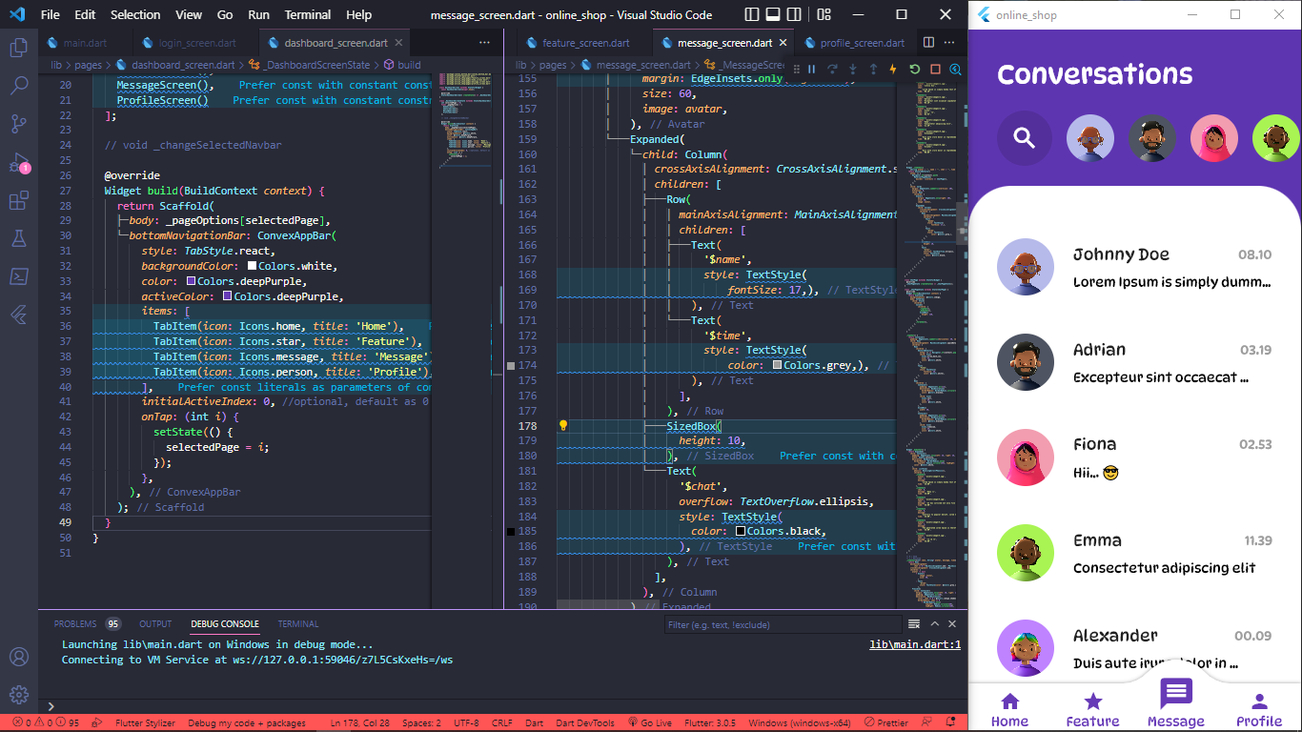 File Edit Selection View Go Run Terminal Help
message_screen.dart - online_shop - Visual Studio Code
main.dart
login_screen.dart
dashboard_screen.dart
lib > pages > dashboard_screen.dart > _DashboardScreenState > build
20 MessageScreen(), Prefer const with constant constr
21 ProfileScreen() Prefer const with constant constr
22 ];
23
24 // void _changeSelectedNavbar
25
26 @override
27 Widget build(BuildContext context) {
28 return Scaffold(
29 body: _pageOptions[selectedPage],
30 bottomNavigationBar: ConvexAppBar(
31 style: TabStyle.react,
32 backgroundColor: Colors.white,
33 color: Colors.deepPurple,
34 activeColor: Colors.deepPurple,
35 items: [
36 TabItem(icon: Icons.home, title: 'Home'),
37 TabItem(icon: Icons.star, title: 'Feature'),
38 TabItem(icon: Icons.message, title: 'Message'
39 TabItem(icon: Icons.person, title: 'Profile'),
40 ], Prefer const literals as parameters of con
41 initialActiveIndex: 0, //optional, default as 0
42 onTap: (int i) {
43 setState(() {
44 selectedPage = i;
45 });
46 },
47 ), // ConvexAppBar
48 ); // Scaffold
49 }
50 }
51
feature_screen.dart
message_screen.dart
profile_screen.dart
lib > pages > message_screen.dart > _MessageScreen
155 margin: EdgeInsets.only
156 size: 60,
157 image: avatar,
158 ), // Avatar
159 Expanded(
160 child: Column(
161 crossAxisAlignment: CrossAxisAlignment.s
162 children: [
163 Row(
164 mainAxisAlignment: MainAxisAlignment
165 children: [
166 Text(
167 '$name',
168 style: TextStyle(
169 fontSize: 17,), // TextStyle
170 ), // Text
171 Text(
172 '$time',
173 style: TextStyle(
174 color: Colors.grey,), //
175 ), // Text
176 ],
177 ), // Row
178 SizedBox(
179 height: 10,
180 ), // SizedBox Prefer const with c
181 Text(
182 '$chat',
183 overflow: TextOverflow.ellipsis,
184 style: TextStyle(
185 color: Colors.black,
186 ), // TextStyle Prefer const wit
187 ), // Text
188 ],
189 ), // Column
190 ) // Expanded
PROBLEMS 95 OUTPUT DEBUG CONSOLE TERMINAL
Filter (e.g. text, !exclude)
Launching lib\main.dart on Windows in debug mode...
lib\main.dart:1
Connecting to VM Service at ws://127.0.0.1:59046/z7L5CsKxeHs=/ws
1
0 0 95 Flutter Stylizer Debug my code + packages Ln 178, Col 28 Spaces: 2 UTF-8 CRLF Dart Dart DevTools Go Live Flutter: 3.0.5 Windows (windows-x64) Prettier
online_shop
Conversations
Johnny Doe 08.10
Lorem Ipsum is simply dumm...
Adrian 03.19
Excepteur sint occaecat ...
Fiona 02.53
Hii... 😎
Emma 11.39
Consectetur adipiscing elit
Alexander 00.09
Duis aute irure dolor in ...
Home Feature Message Profile